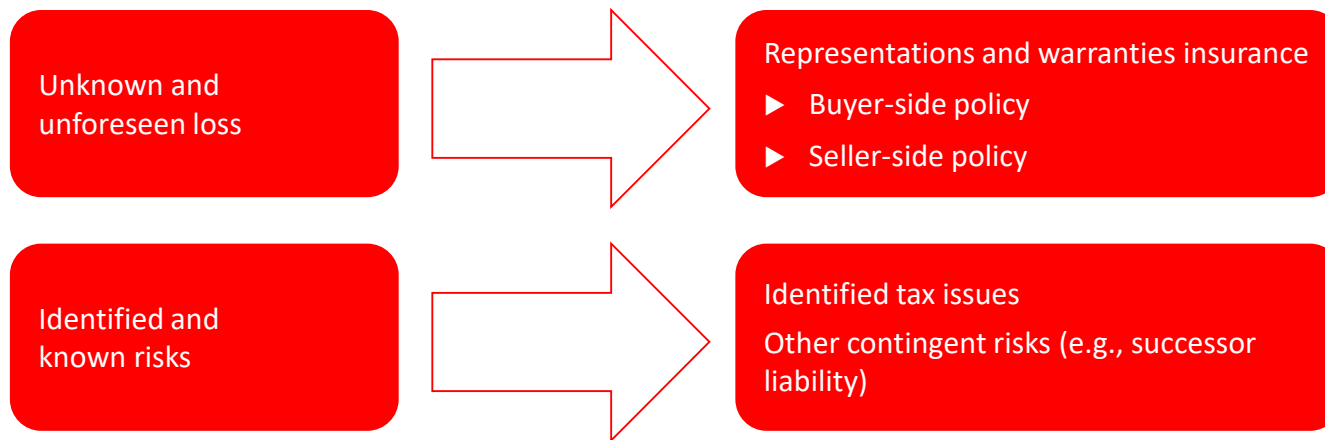 Unknown and
unforeseen loss
Representations and warranties insurance
▶ Buyer-side policy
▶ Seller-side policy
Identified and
known risks
Identified tax issues
Other contingent risks (e.g., successor
liability)